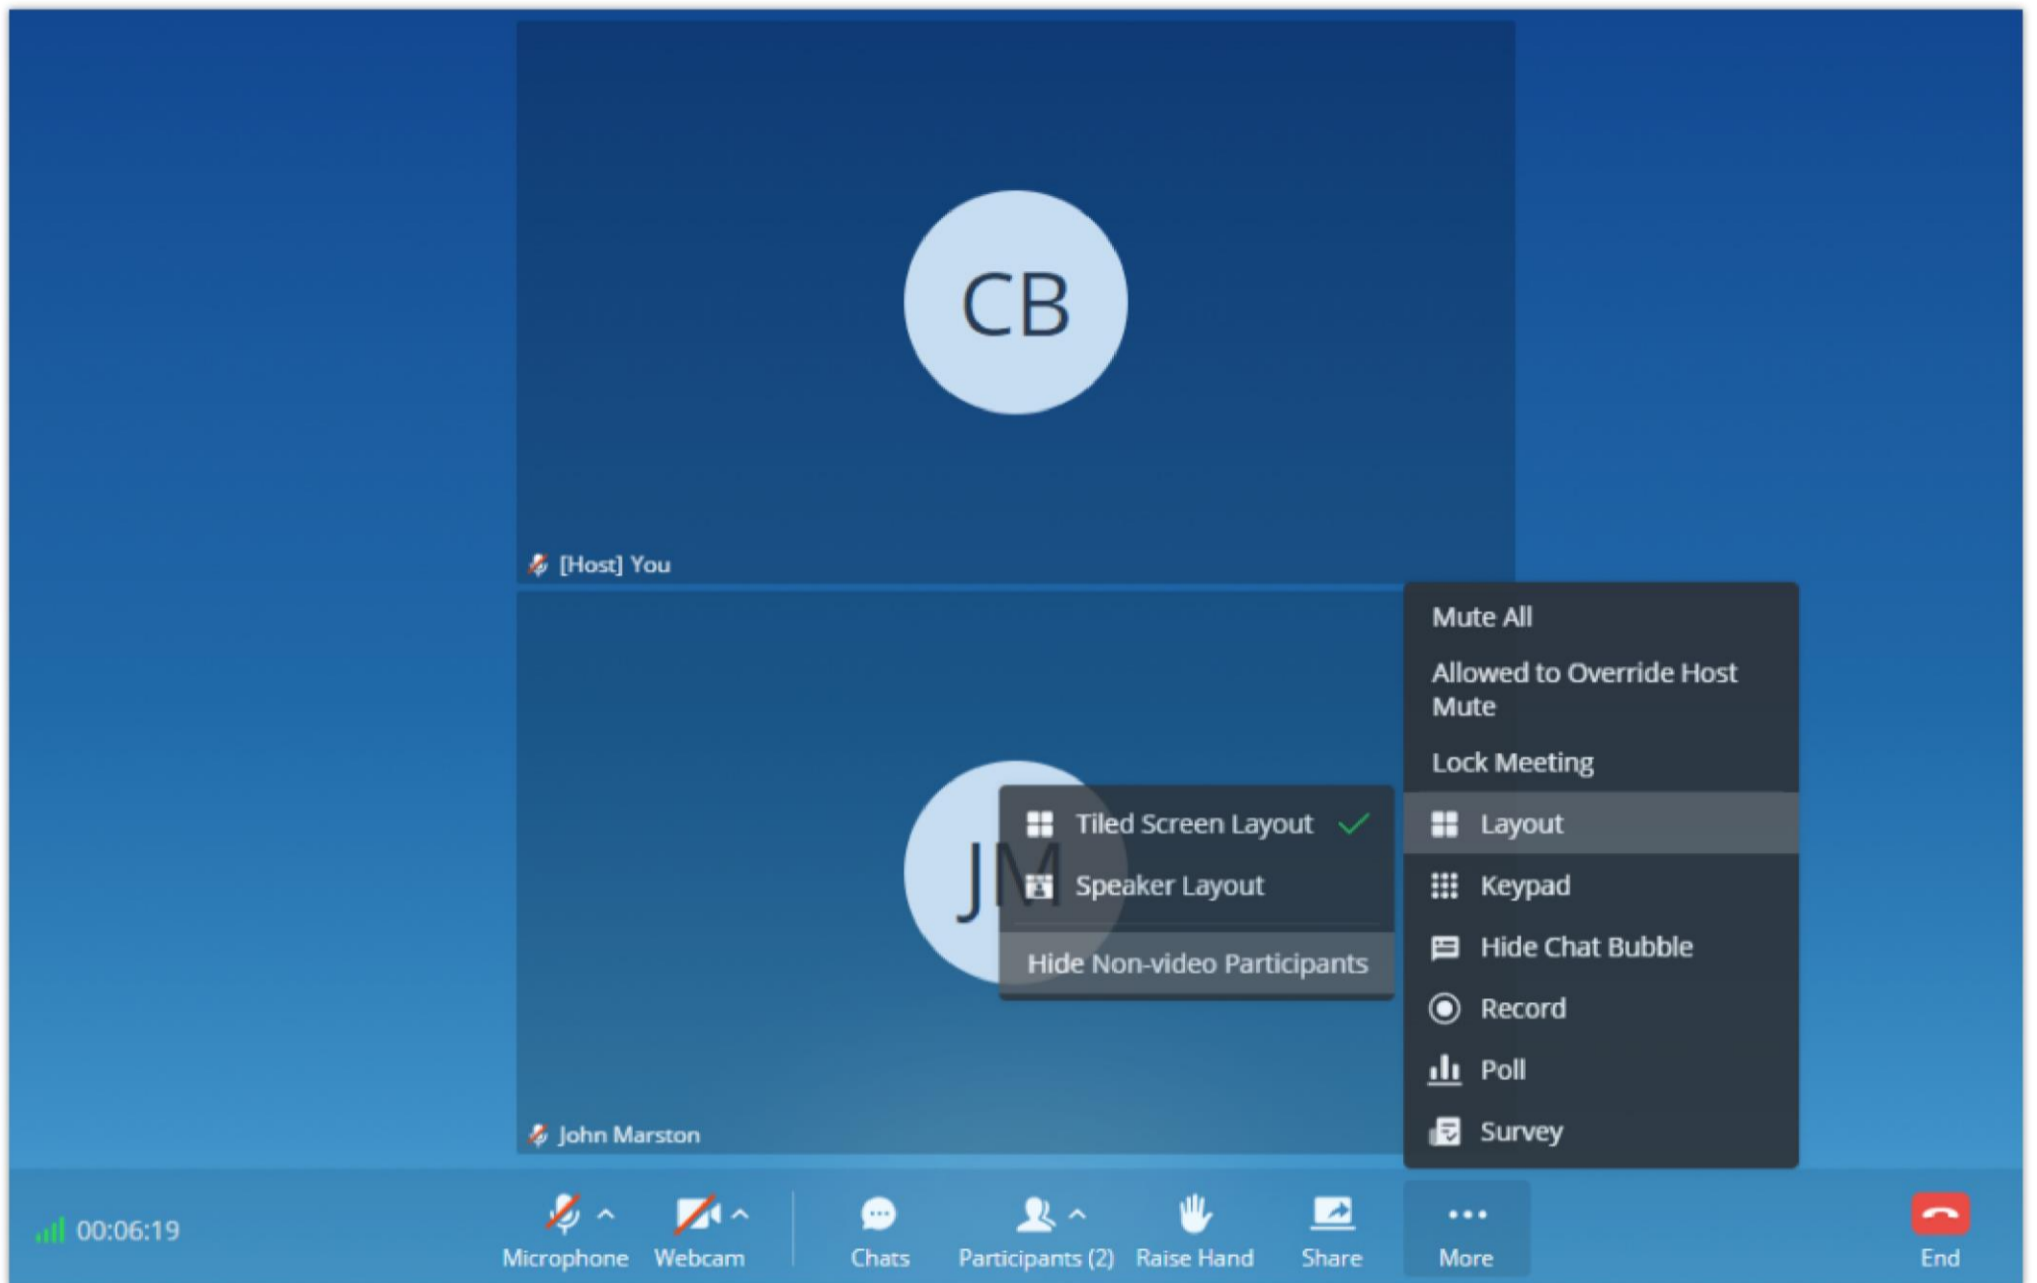 CB
[Host] You
Mute All
Allowed to Override Host
Mute
Lock Meeting
Tiled Screen Layout
Layout
JM
Speaker Layout
Keypad
Hide Chat Bubble
Hide Non-video Participants
Record
Poll
John Marston
Survey
00:06:19
Microphone
Webcam
Chats
Participants (2)
Raise Hand
Share
More
End